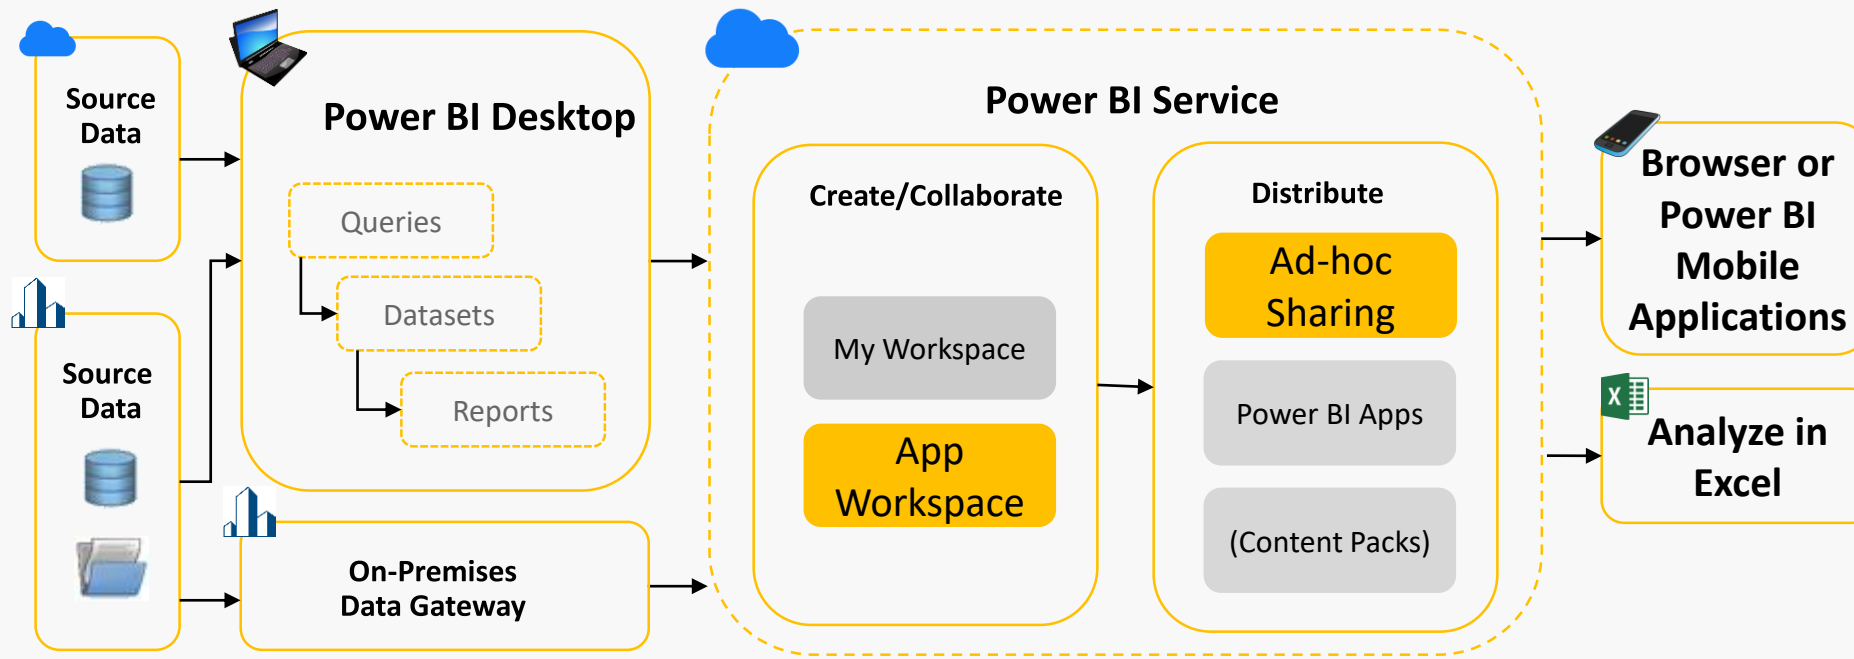 Source
Data
Power BI Desktop
Queries
Datasets
Reports
Source
Data
On-Premises
Data Gateway
Power BI Service
Create/Collaborate
My Workspace
App
Workspace
Distribute
Ad-hoc
Sharing
Power BI Apps
(Content Packs)
Browser or
Power BI
Mobile
Applications
X
Analyze in
Excel